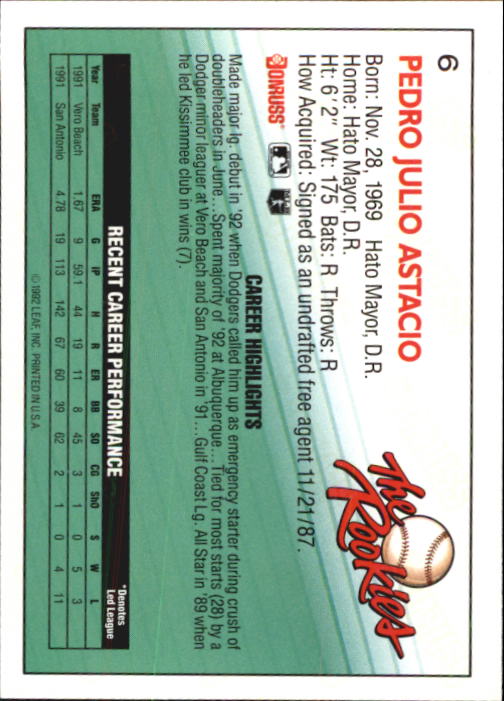 6
PEDRO JULIO ASTACIO
Born: Nov. 28, 1969 Hato Mayor, D.R.
Home: Hato Mayor, D.R.
Ht: 6'2" Wt: 175 Bats: R Throws: R
How Acquired: Signed as an undrafted free agent 11/21/87.
The Rookies
DONRUSS
CAREER HIGHLIGHTS
Made major lg. debut in '92 when Dodgers called him up as emergency starter during crush of
doubleheaders in June...Spent majority of '92 at Albuquerque...Tied for most starts (28) by a
Dodger minor leaguer at Vero Beach and San Antonio in '91... Gulf Coast Lg. All Star in '89 when
he led Kissimmee club in wins (7).
RECENT CAREER PERFORMANCE
*Denotes
Led League
Year Team ERA G IP H R ER BB SO CG ShO S W L
1991 Vero Beach 1.67 9 59.1 44 19 11 8 45 3 1 0 5 3
1991 San Antonio 4.78 19 113 142 67 60 39 62 2 1 0 4 11
©1992 LEAF, INC. PRINTED IN U.S.A.